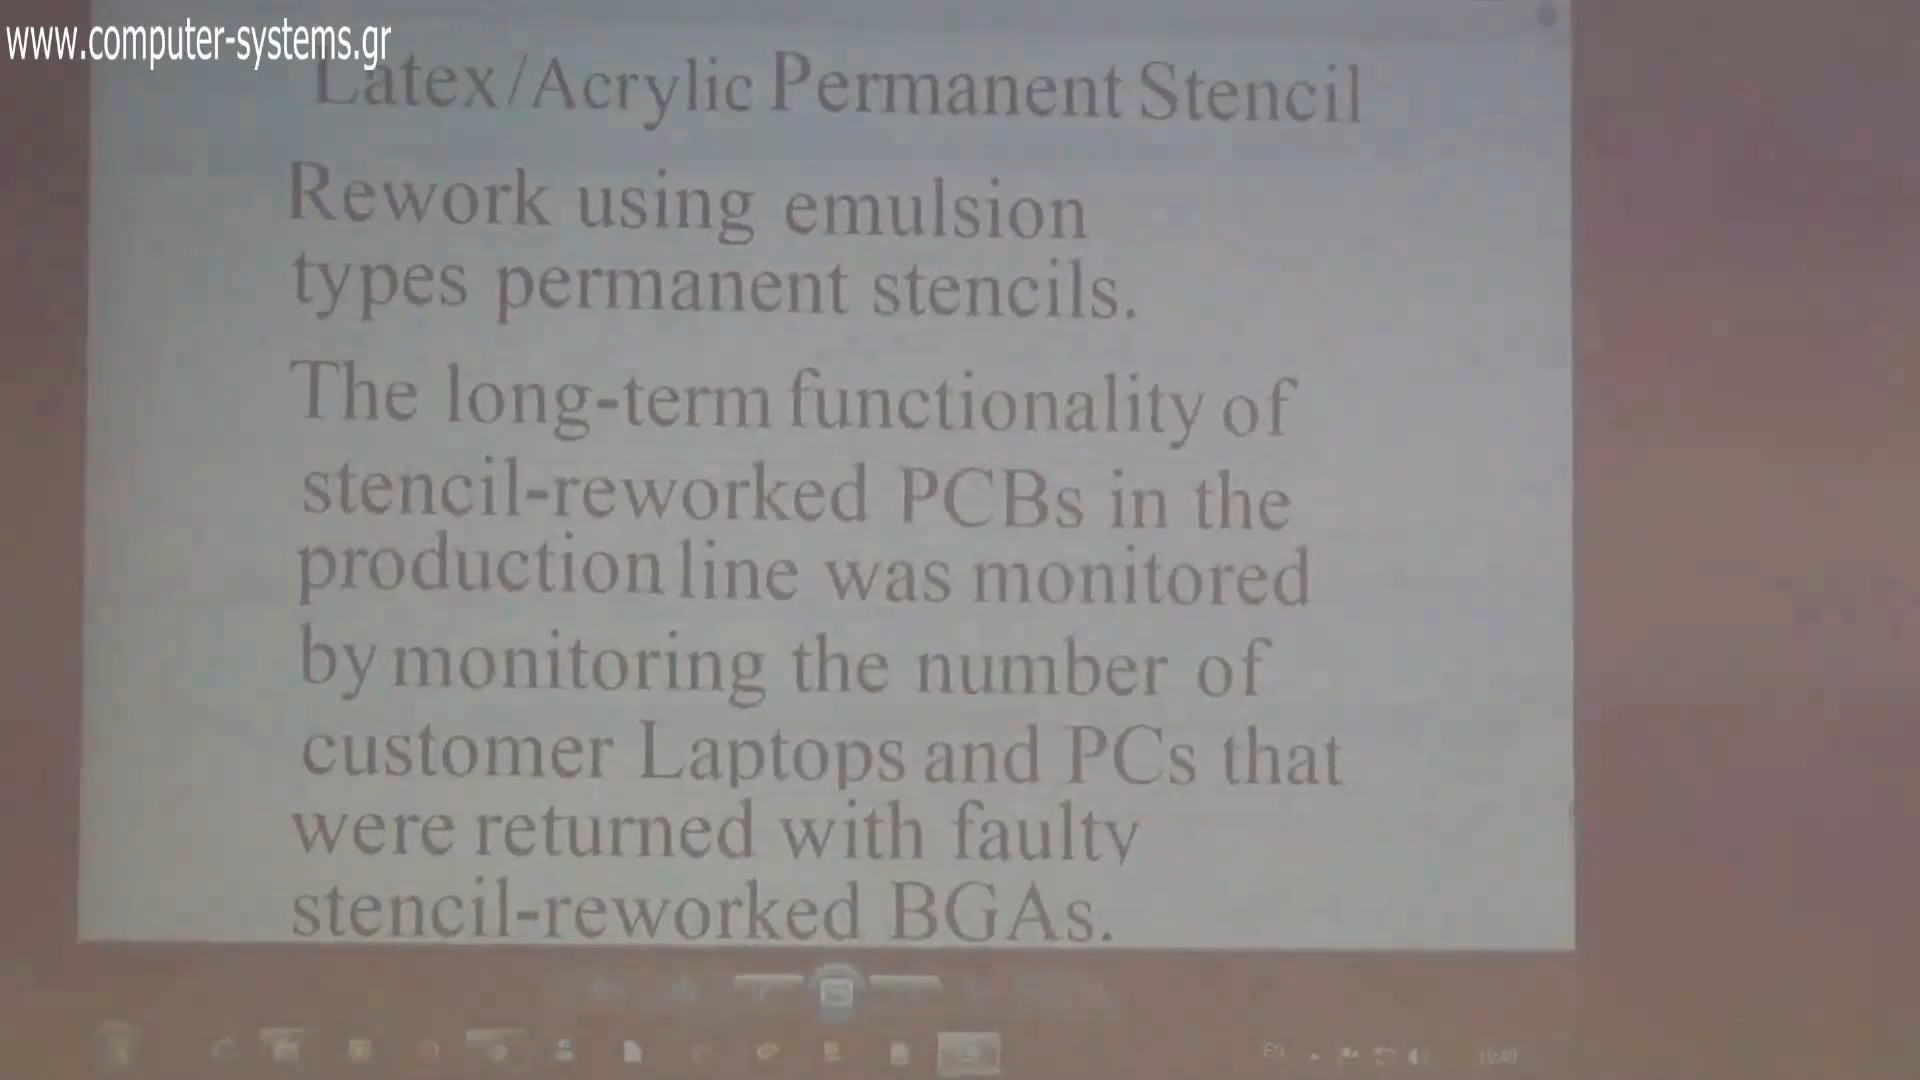 www.computer-systems.gr
Latex/Acrylic Permanent Stencil
Rework using emulsion
types permanent stencils.
The long-term functionality of
stencil-reworked PCBs in the
production line was monitored
by monitoring the number of
customer Laptops and PCs that
were returned with faulty
stencil-reworked BGAs.
EN